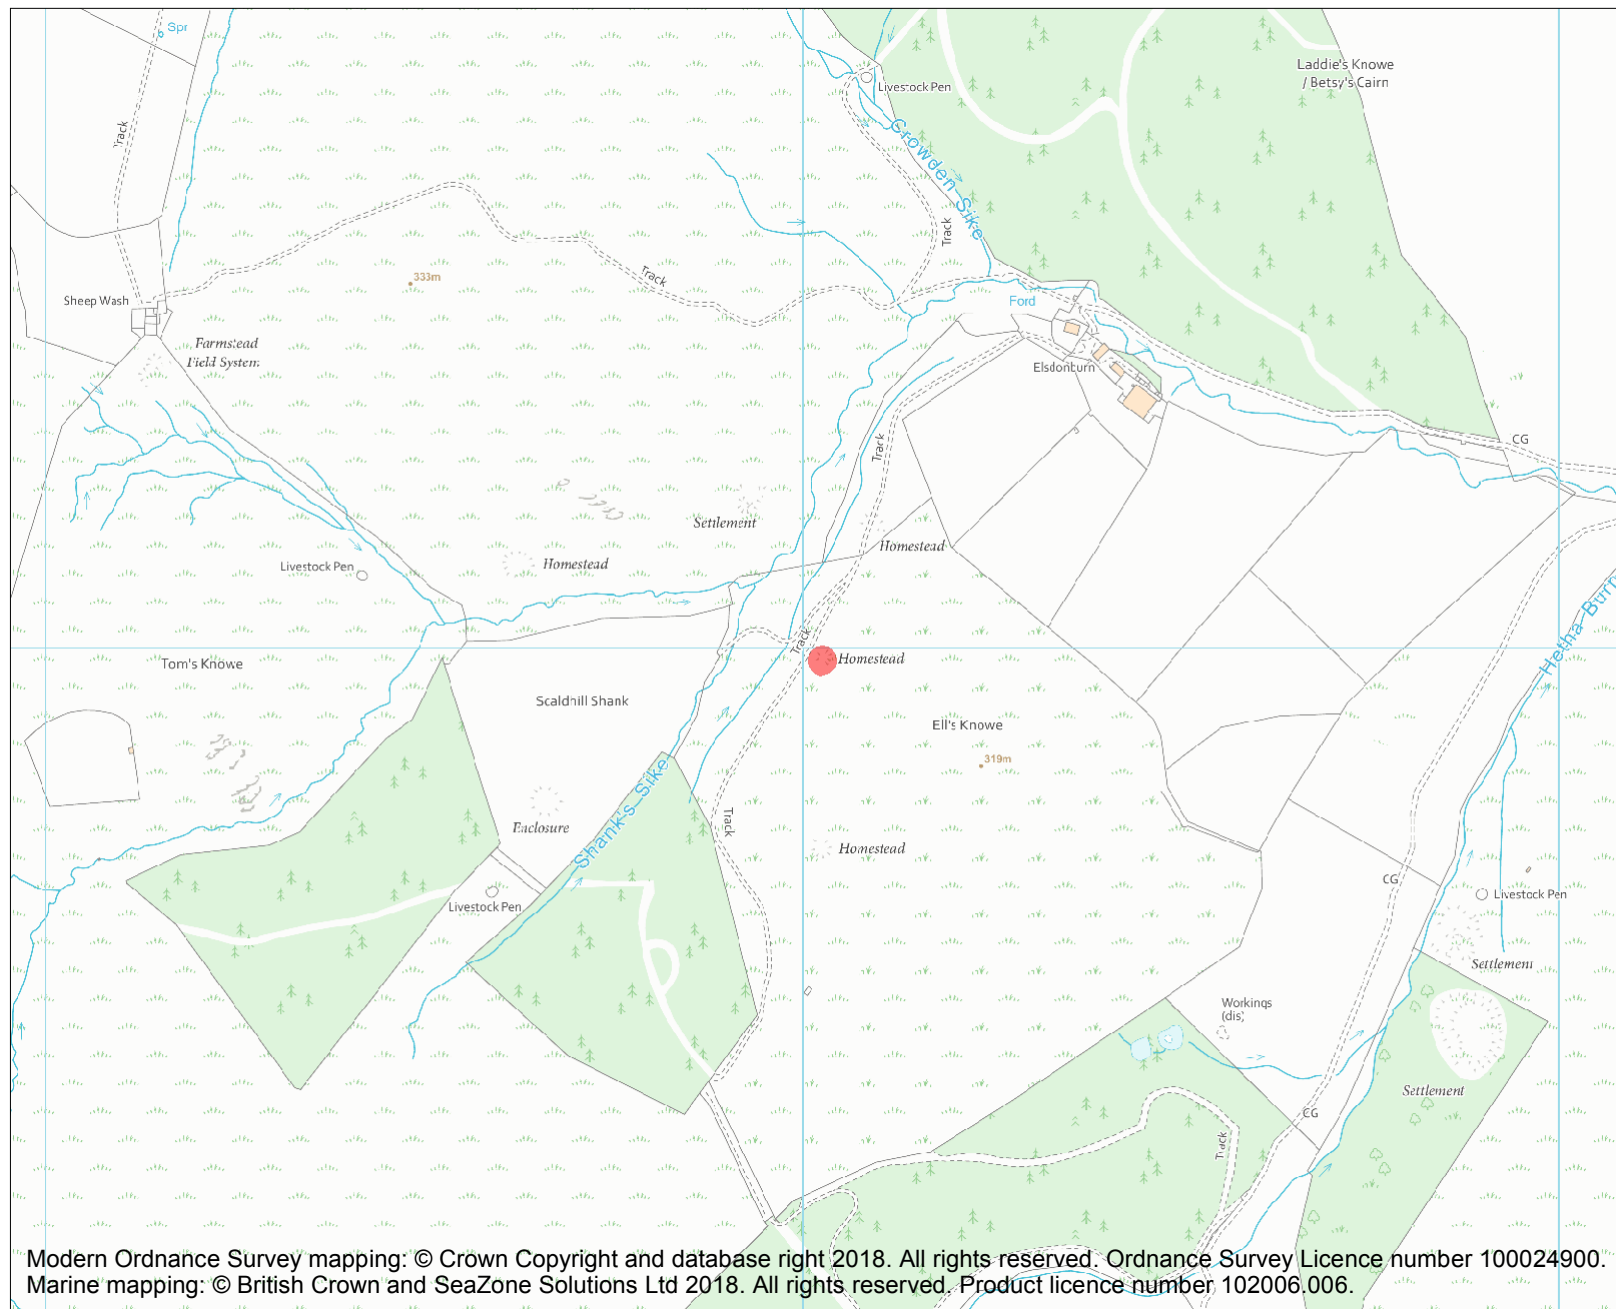 Spr
Laddie's Knowe
/ Betsy's Cairn
Livestock Pen
Track
Crowden Sike
Track
Track
333m
Sheep Wash
Ford
Farmstead
Field System
Elsdonburn
Track
CG
Settlement
Homestead
Homestead
Livestock Pen
Hetha Burn
Track
Homestead
Tom's Knowe
Scaldhill Shank
Ell's Knowe
319m
Shank's Sike
Enclosure
Track
Homestead
CG
Livestock Pen
Livestock Pen
Settlement
Workings
(dis)
Settlement
CG
Track
Modern Ordnance Survey mapping: © Crown Copyright and database right 2018. All rights reserved. Ordnance Survey Licence number 100024900.
Marine mapping: © British Crown and SeaZone Solutions Ltd 2018. All rights reserved. Product licence number 102006.006.